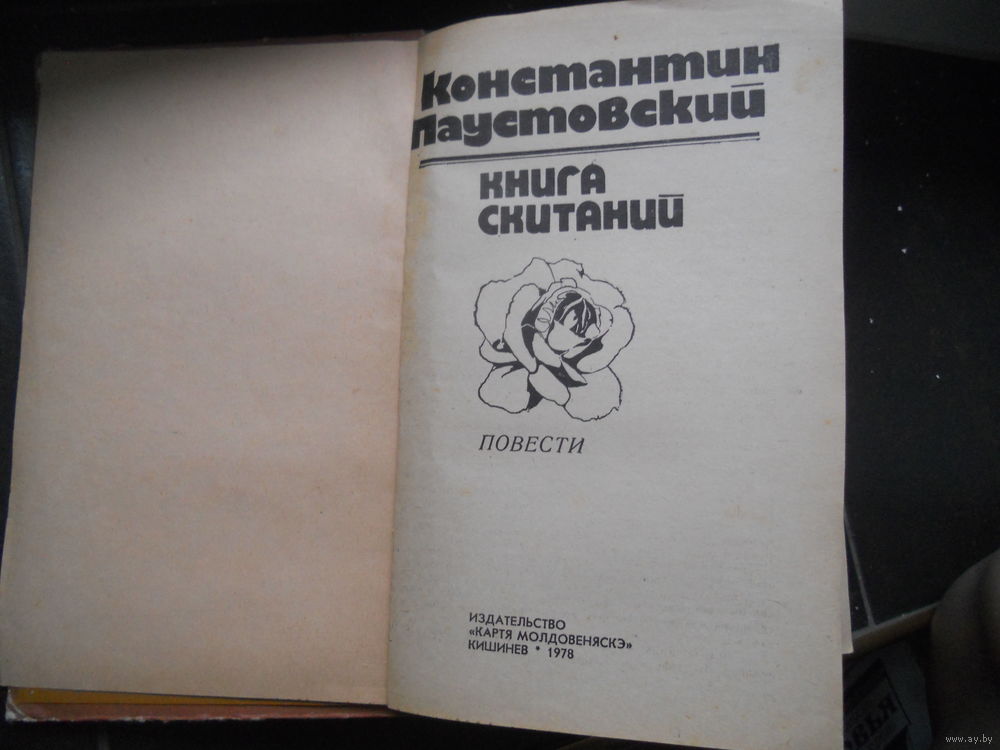 Константин
Паустовский
КНИГА
СКИТАНИЙ
ПОВЕСТИ
ИЗДАТЕЛЬСТВО
«КАРТЯ МОЛДОВЕНЯСКЭ»
КИШИНЕВ * 1978
www.ay.by